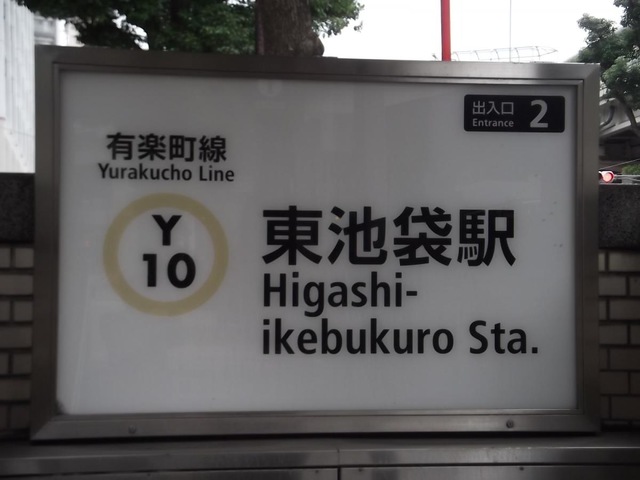 出入口 2
Entrance
有楽町線
Yurakucho Line
Y
10
東池袋駅
Higashi-
ikebukuro Sta.